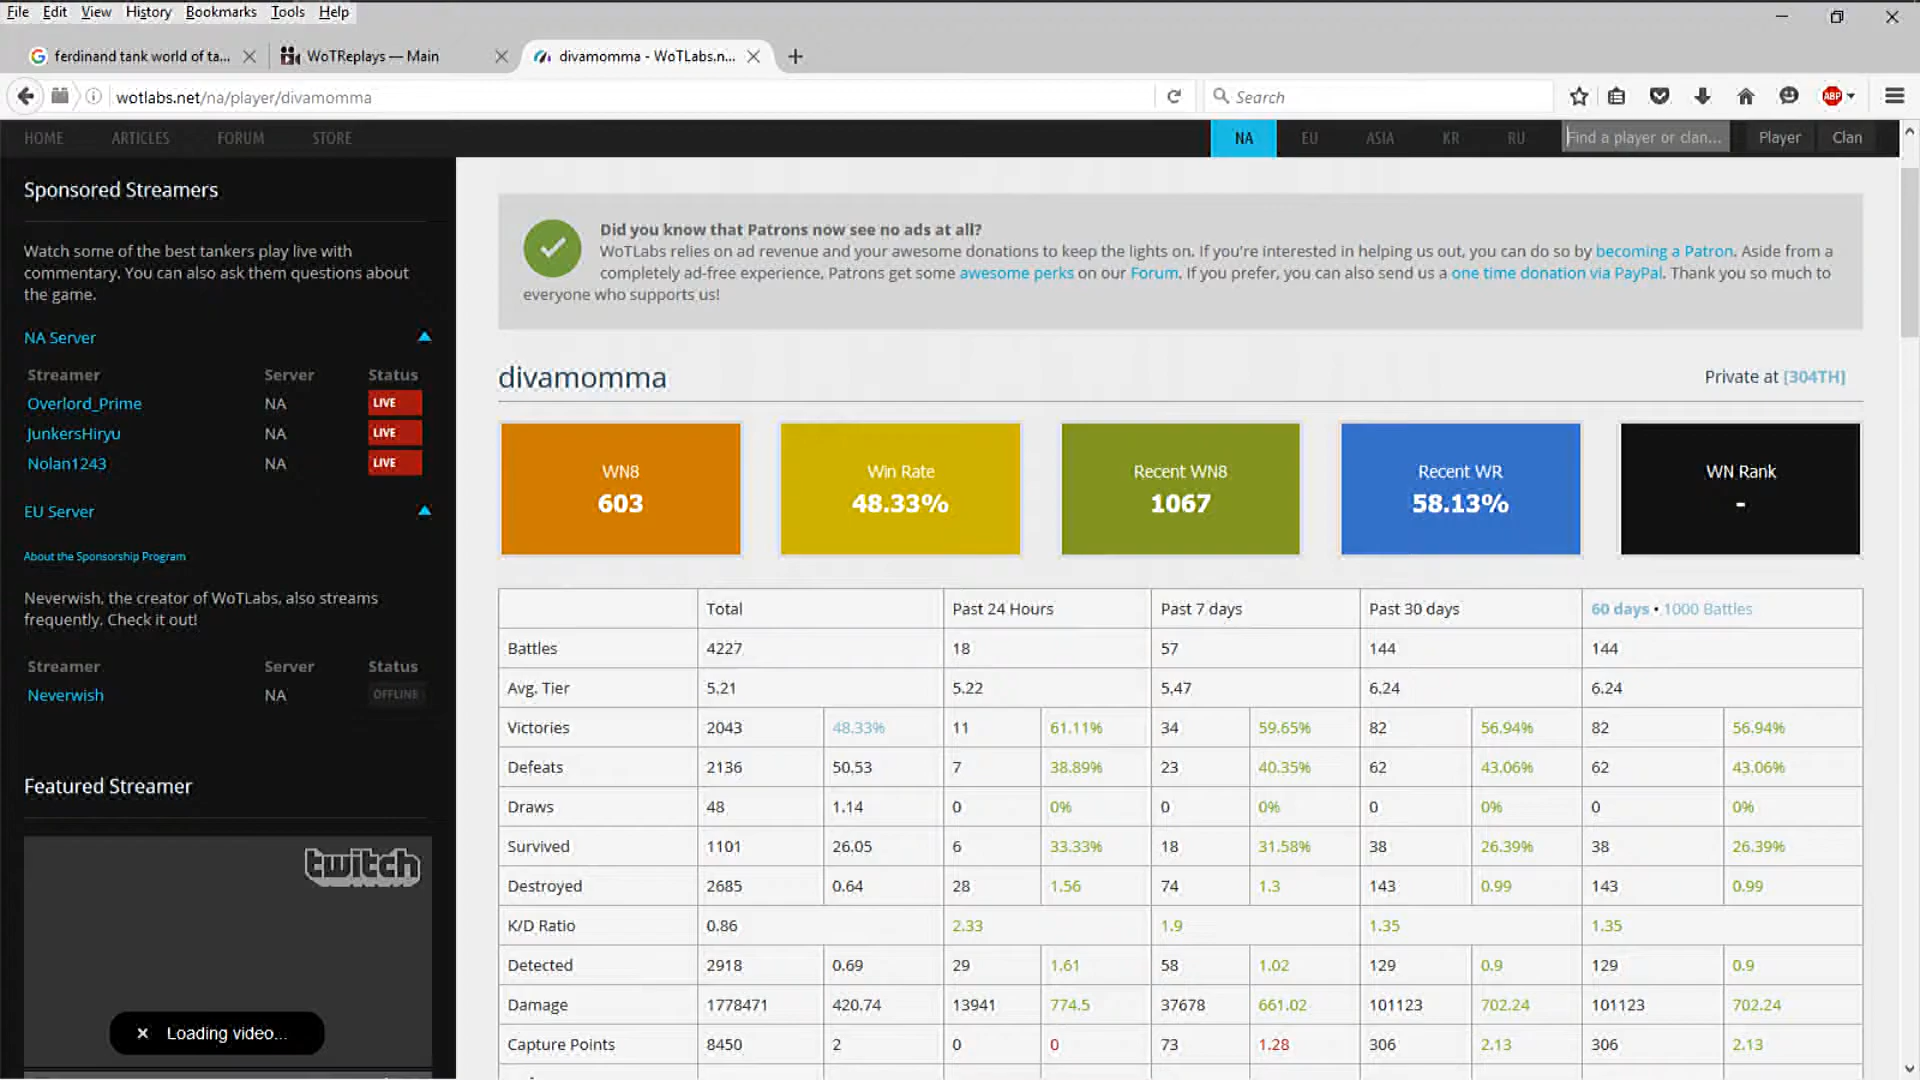 File Edit View History Bookmarks Tools Help
ferdinand tank world of ta... WoTReplays — Main divamomma - WoTLabs.n...
wotlabs.net/na/player/divamomma Search ABP
HOME ARTICLES FORUM STORE NA EU ASIA KR RU Find a player or clan... Player Clan
Sponsored Streamers
Watch some of the best tankers play live with
commentary. You can also ask them questions about
the game.
NA Server
Streamer Server Status
Overlord_Prime NA LIVE
JunkersHiryu NA LIVE
Nolan1243 NA LIVE
EU Server
About the Sponsorship Program
Neverwish, the creator of WoTLabs, also streams
frequently. Check it out!
Streamer Server Status
Neverwish NA OFFLINE
Featured Streamer
twitch
Loading video...
Did you know that Patrons now see no ads at all?
WoTLabs relies on ad revenue and your awesome donations to keep the lights on. If you're interested in helping us out, you can do so by becoming a Patron. Aside from a
completely ad-free experience, Patrons get some awesome perks on our Forum. If you prefer, you can also send us a one time donation via PayPal. Thank you so much to
everyone who supports us!
divamomma Private at [304TH]
WN8 Win Rate Recent WN8 Recent WR WN Rank
603 48.33% 1067 58.13% -
Total Past 24 Hours Past 7 days Past 30 days 60 days • 1000 Battles
Battles 4227 18 57 144 144
Avg. Tier 5.21 5.22 5.47 6.24 6.24
Victories 2043 48.33% 11 61.11% 34 59.65% 82 56.94% 82 56.94%
Defeats 2136 50.53 7 38.89% 23 40.35% 62 43.06% 62 43.06%
Draws 48 1.14 0 0% 0 0% 0 0% 0 0%
Survived 1101 26.05 6 33.33% 18 31.58% 38 26.39% 38 26.39%
Destroyed 2685 0.64 28 1.56 74 1.3 143 0.99 143 0.99
K/D Ratio 0.86 2.33 1.9 1.35 1.35
Detected 2918 0.69 29 1.61 58 1.02 129 0.9 129 0.9
Damage 1778471 420.74 13941 774.5 37678 661.02 101123 702.24 101123 702.24
Capture Points 8450 2 0 0 73 1.28 306 2.13 306 2.13